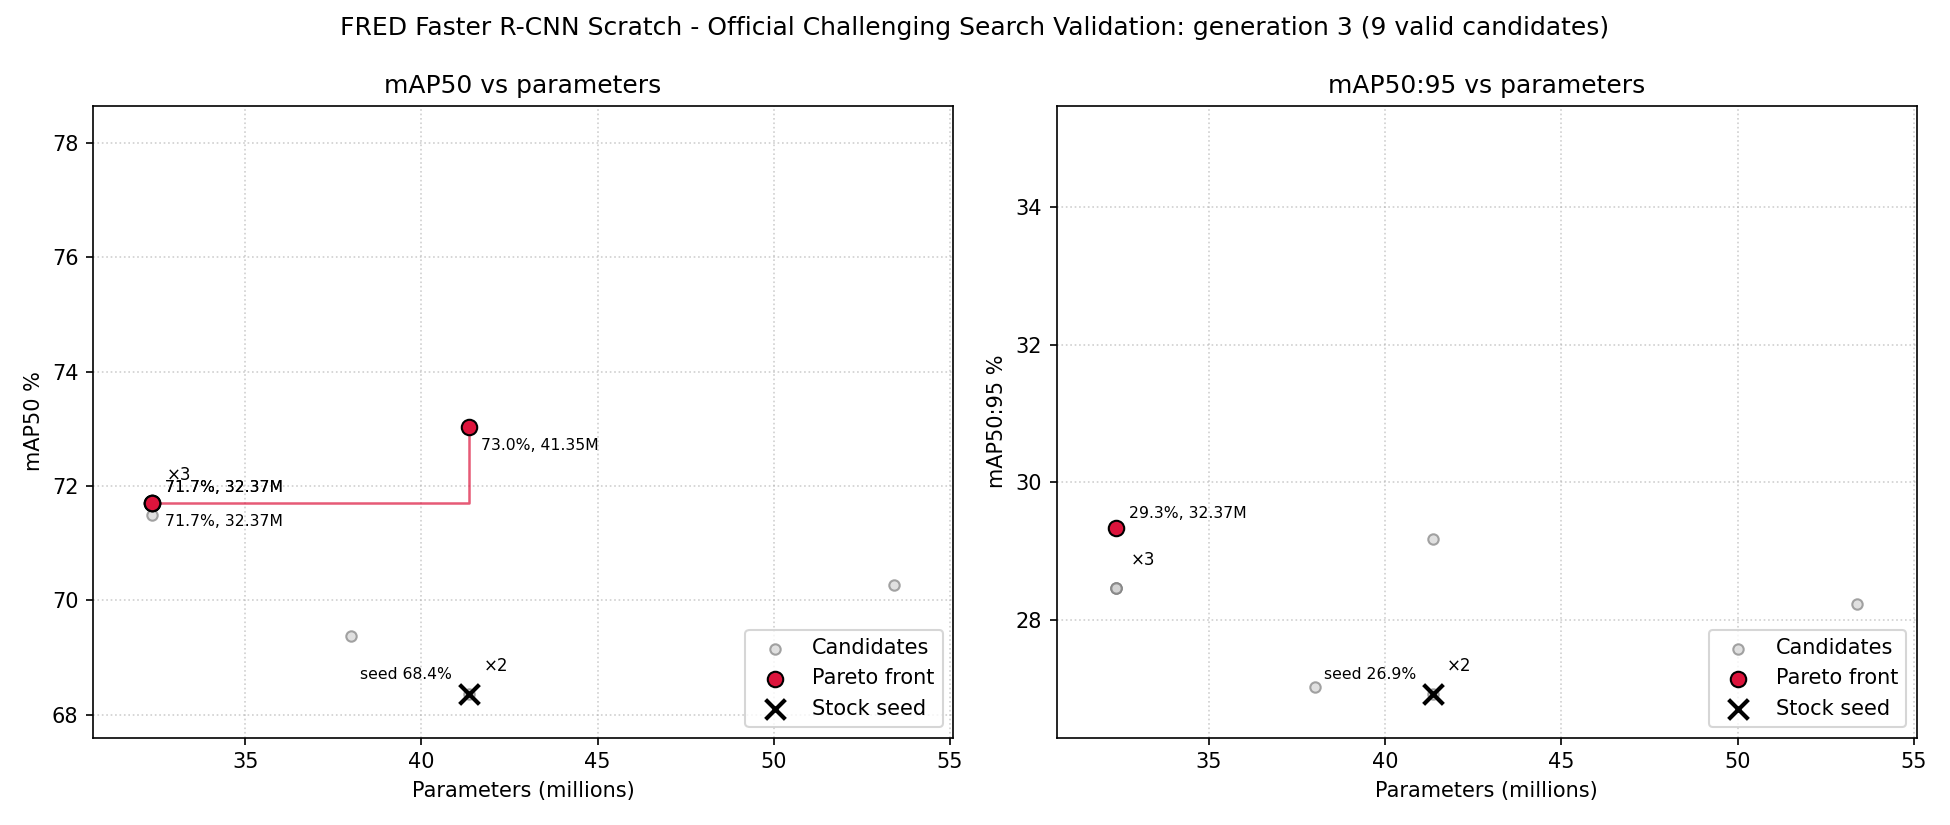 FRED Faster R-CNN Scratch - Official Challenging Search Validation: generation 3 (9 valid candidates)
mAP50 vs parameters
mAP50 %
78
76
74
72
70
68
73.0%, 41.35M
×3
71.7%, 32.37M
71.7%, 32.37M
seed 68.4%
×2
Candidates
Pareto front
Stock seed
35
40
45
50
55
Parameters (millions)
mAP50:95 vs parameters
mAP50:95 %
34
32
30
28
29.3%, 32.37M
×3
seed 26.9%
×2
Candidates
Pareto front
Stock seed
35
40
45
50
55
Parameters (millions)